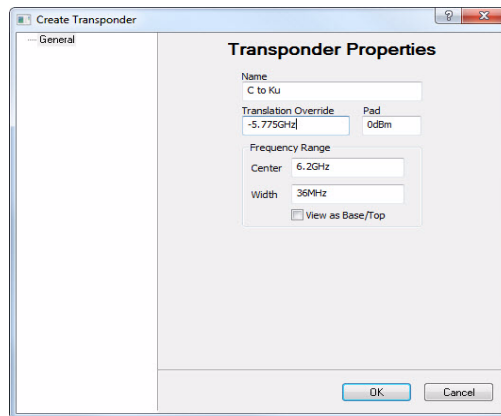 Create Transponder
General
Transponder Properties
Name
C to Ku
Translation Override Pad
-5.775GHz 0dBm
Frequency Range
Center 6.2GHz
Width 36MHz
View as Base/Top
OK Cancel